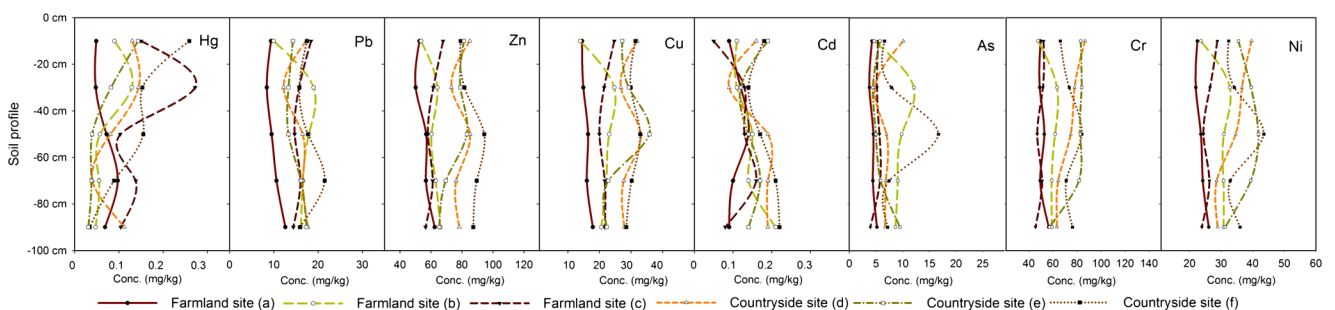 0 cm
-20 cm
-40 cm
-60 cm
-80 cm
-100 cm
Soil profile
Hg Pb Zn Cu Cd As Cr Ni
0 0.1 0.2 0.3 0 10 20 30 40 60 80 100 120 0 20 40 0.1 0.2 0.3 0 5 10 15 20 25 40 60 80 100 120 140 20 30 40 50 60
Conc. (mg/kg) Conc. (mg/kg) Conc. (mg/kg) Conc. (mg/kg) Conc. (mg/kg) Conc. (mg/kg) Conc. (mg/kg) Conc. (mg/kg)
Farmland site (a) Farmland site (b) Farmland site (c) Countryside site (d) Countryside site (e) Countryside site (f)